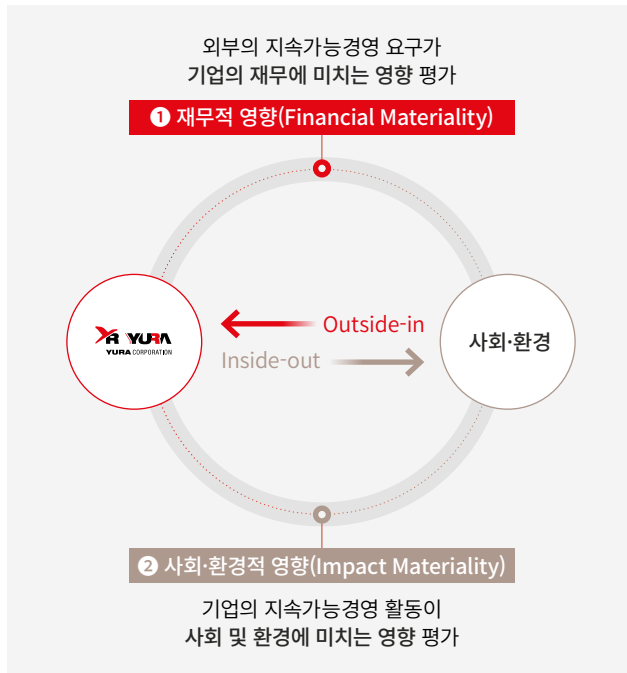 외부의 지속가능경영 요구가
기업의 재무에 미치는 영향 평가
❶ 재무적 영향(Financial Materiality)
YR YURA
YURA CORPORATION
Outside-in
Inside-out
사회·환경
❷ 사회·환경적 영향(Impact Materiality)
기업의 지속가능경영 활동이
사회 및 환경에 미치는 영향 평가